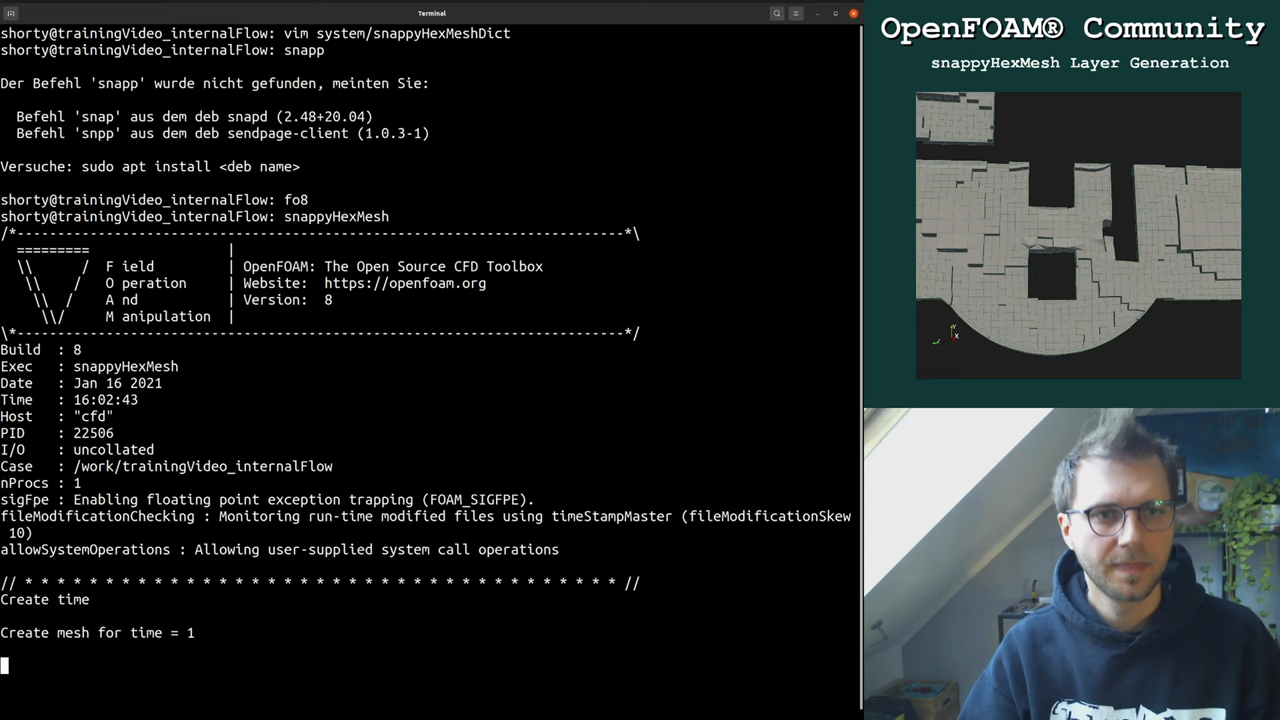 Terminal
shorty@trainingVideo_internalFlow: vim system/snappyHexMeshDict
shorty@trainingVideo_internalFlow: snapp
Der Befehl 'snapp' wurde nicht gefunden, meinten Sie:
Befehl 'snap' aus dem deb snapd (2.48+20.04)
Befehl 'snpp' aus dem deb sendpage-client (1.0.3-1)
Versuche: sudo apt install <deb name>
shorty@trainingVideo_internalFlow: fo8
shorty@trainingVideo_internalFlow: snappyHexMesh
/*---------------------------------------------------------------------------*\
========= |
\\ / F ield | OpenFOAM: The Open Source CFD Toolbox
\\ / O peration | Website: https://openfoam.org
\\ / A nd | Version: 8
\\/ M anipulation |
\*---------------------------------------------------------------------------*/
Build : 8
Exec : snappyHexMesh
Date : Jan 16 2021
Time : 16:02:43
Host : "cfd"
PID : 22506
I/O : uncollated
Case : /work/trainingVideo_internalFlow
nProcs : 1
sigFpe : Enabling floating point exception trapping (FOAM_SIGFPE).
fileModificationChecking : Monitoring run-time modified files using timeStampMaster (fileModificationSkew
10)
allowSystemOperations : Allowing user-supplied system call operations
// * * * * * * * * * * * * * * * * * * * * * * * * * * * * * * * * * * * * * //
Create time
Create mesh for time = 1
OpenFOAM® Community
snappyHexMesh Layer Generation
Y
X